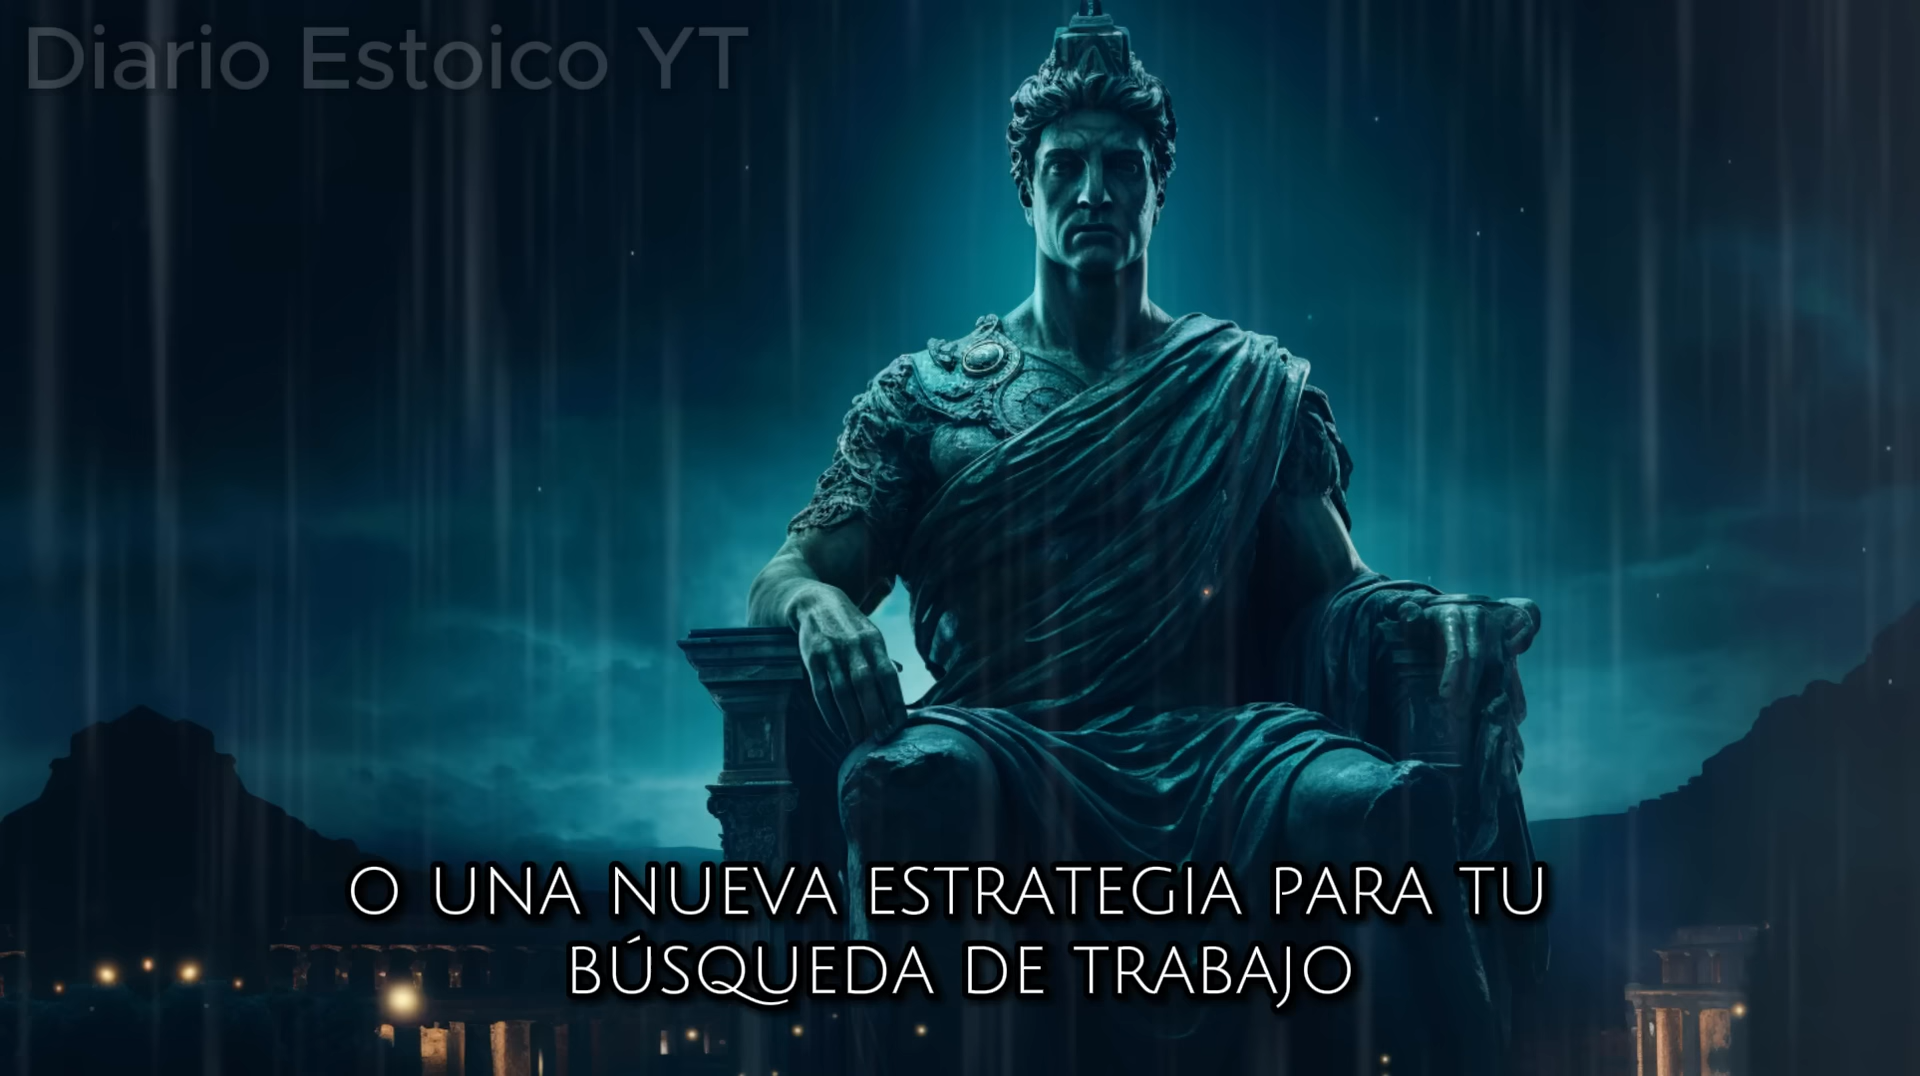 Diario Estoico YT
O UNA NUEVA ESTRATEGIA PARA TU
BÚSQUEDA DE TRABAJO